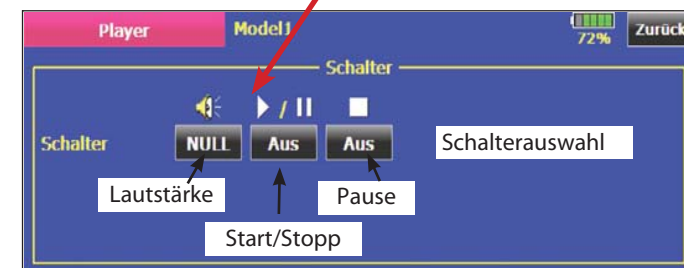 Player Model1 72% Zurück
Schalter
Schalter NULL Aus Aus Schalterauswahl
Lautstärke Pause
Start/Stopp